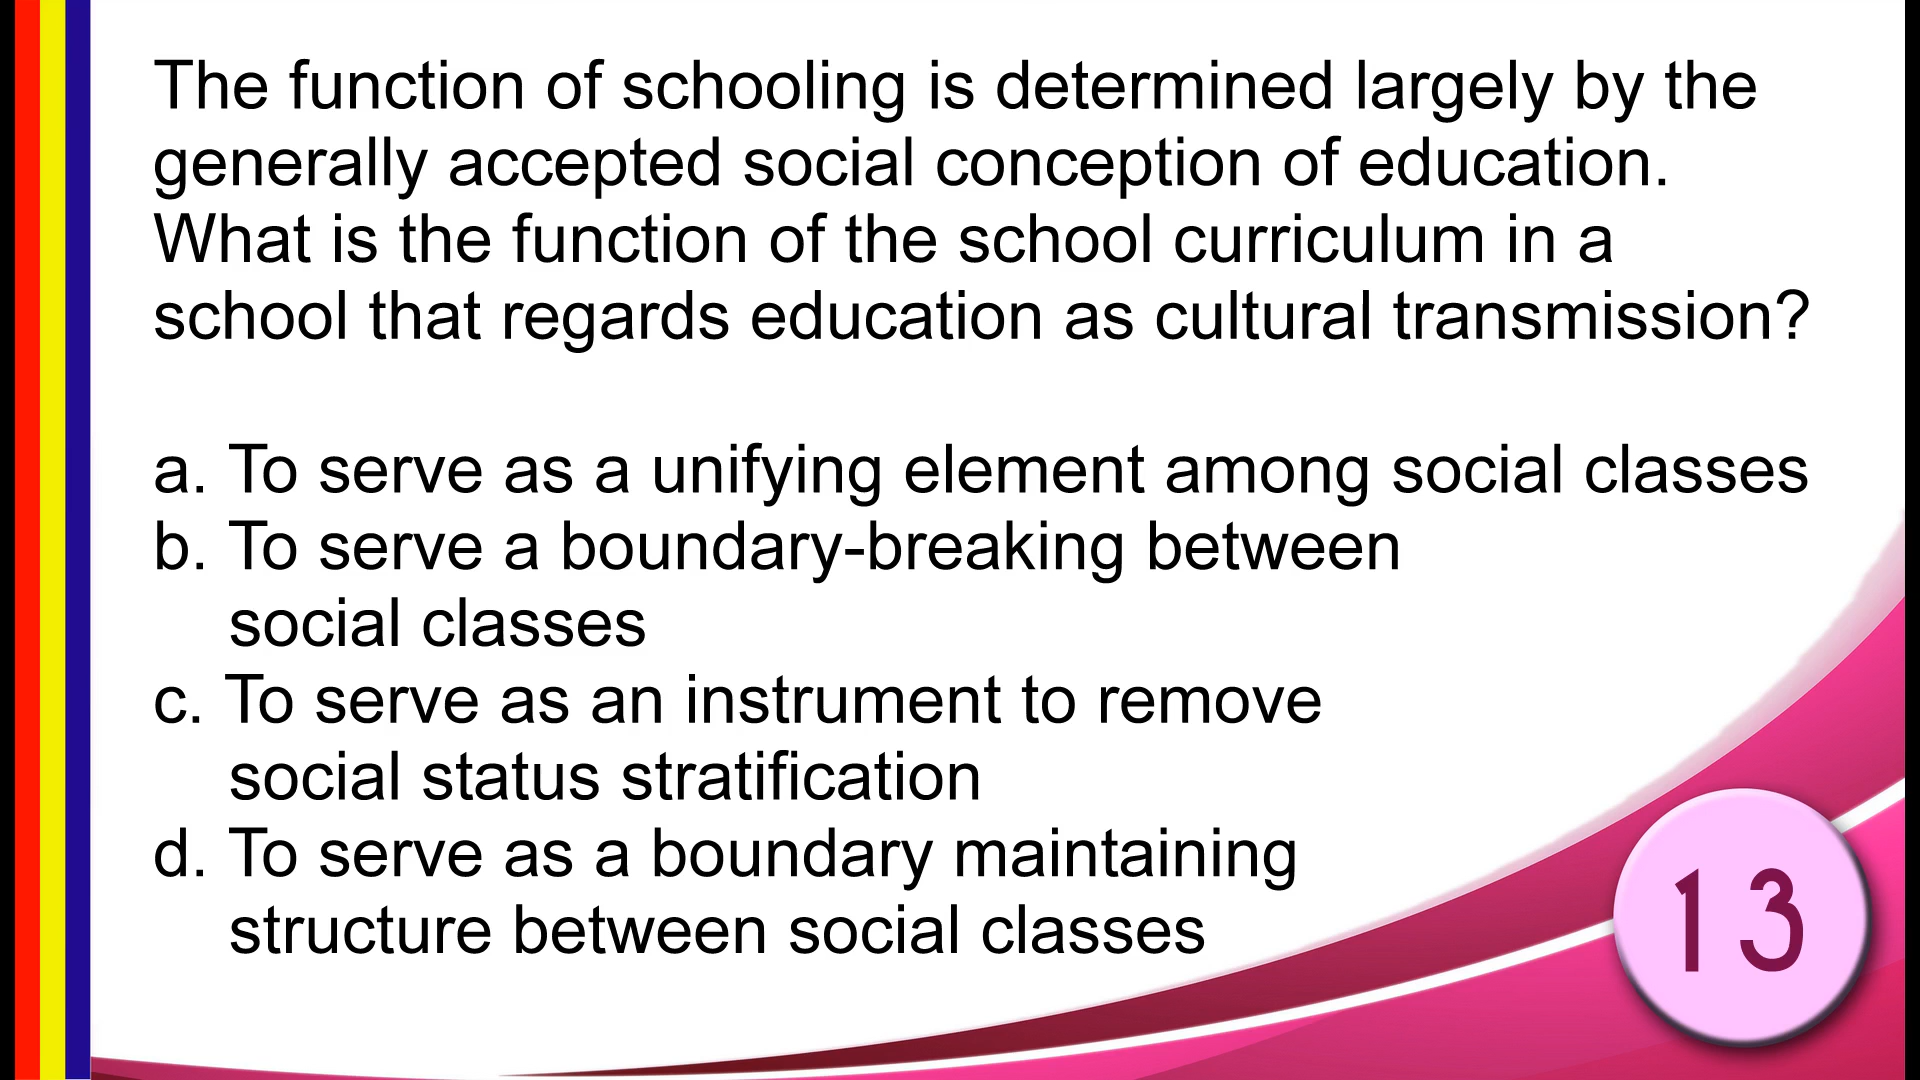 The function of schooling is determined largely by the
generally accepted social conception of education.
What is the function of the school curriculum in a
school that regards education as cultural transmission?
a. To serve as a unifying element among social classes
b. To serve a boundary-breaking between
social classes
c. To serve as an instrument to remove
social status stratification
d. To serve as a boundary maintaining
structure between social classes
13